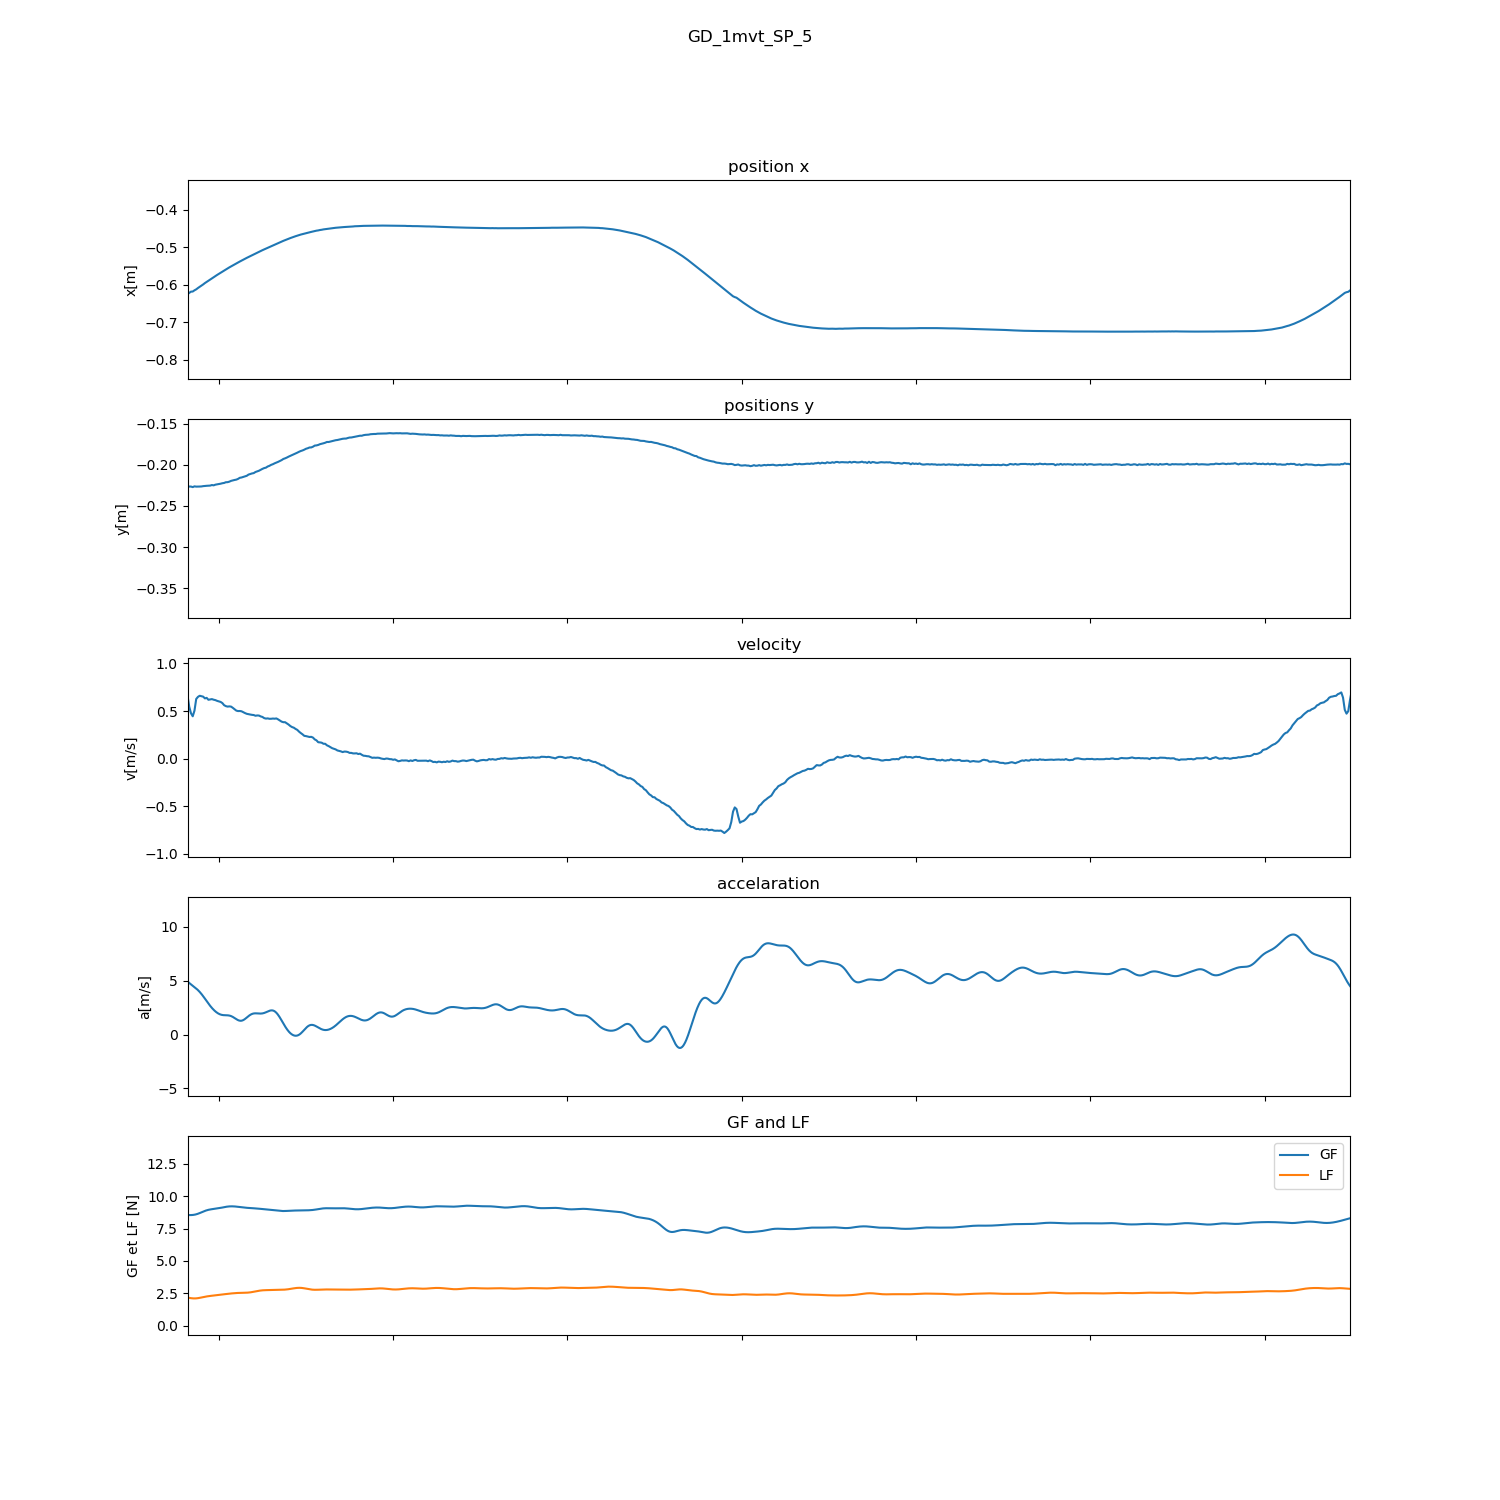 GD_1mvt_SP_5
position x
−0.4
−0.5
−0.6
−0.7
−0.8
x[m]
positions y
−0.15
−0.20
−0.25
−0.30
−0.35
y[m]
velocity
1.0
0.5
0.0
−0.5
−1.0
v[m/s]
accelaration
10
5
0
−5
a[m/s]
GF and LF
12.5
10.0
7.5
5.0
2.5
0.0
GF et LF [N]
GF
LF